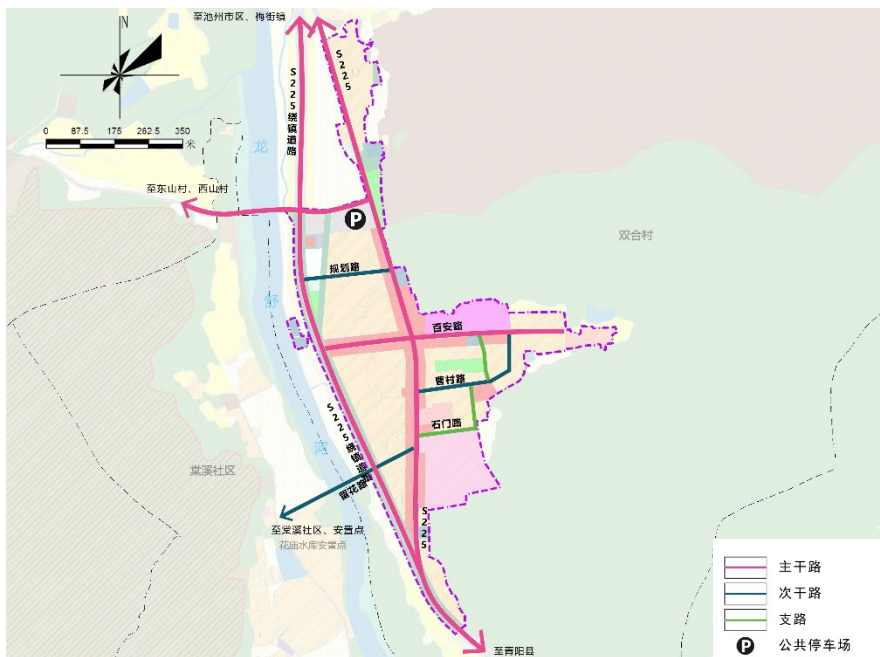 至池州市区、梅街镇
N
S225
S225绕镇道路
0 87.5 175 262.5 350
米
龙
舒
湾
至东山村、西山村
P
双合村
规划路
百安路
曹村路
石门路
S225绕镇道路
留花路
棠溪社区
S225
至棠溪社区、安置点
花庙水库安置点
至青阳县
主干路
次干路
支路
P 公共停车场